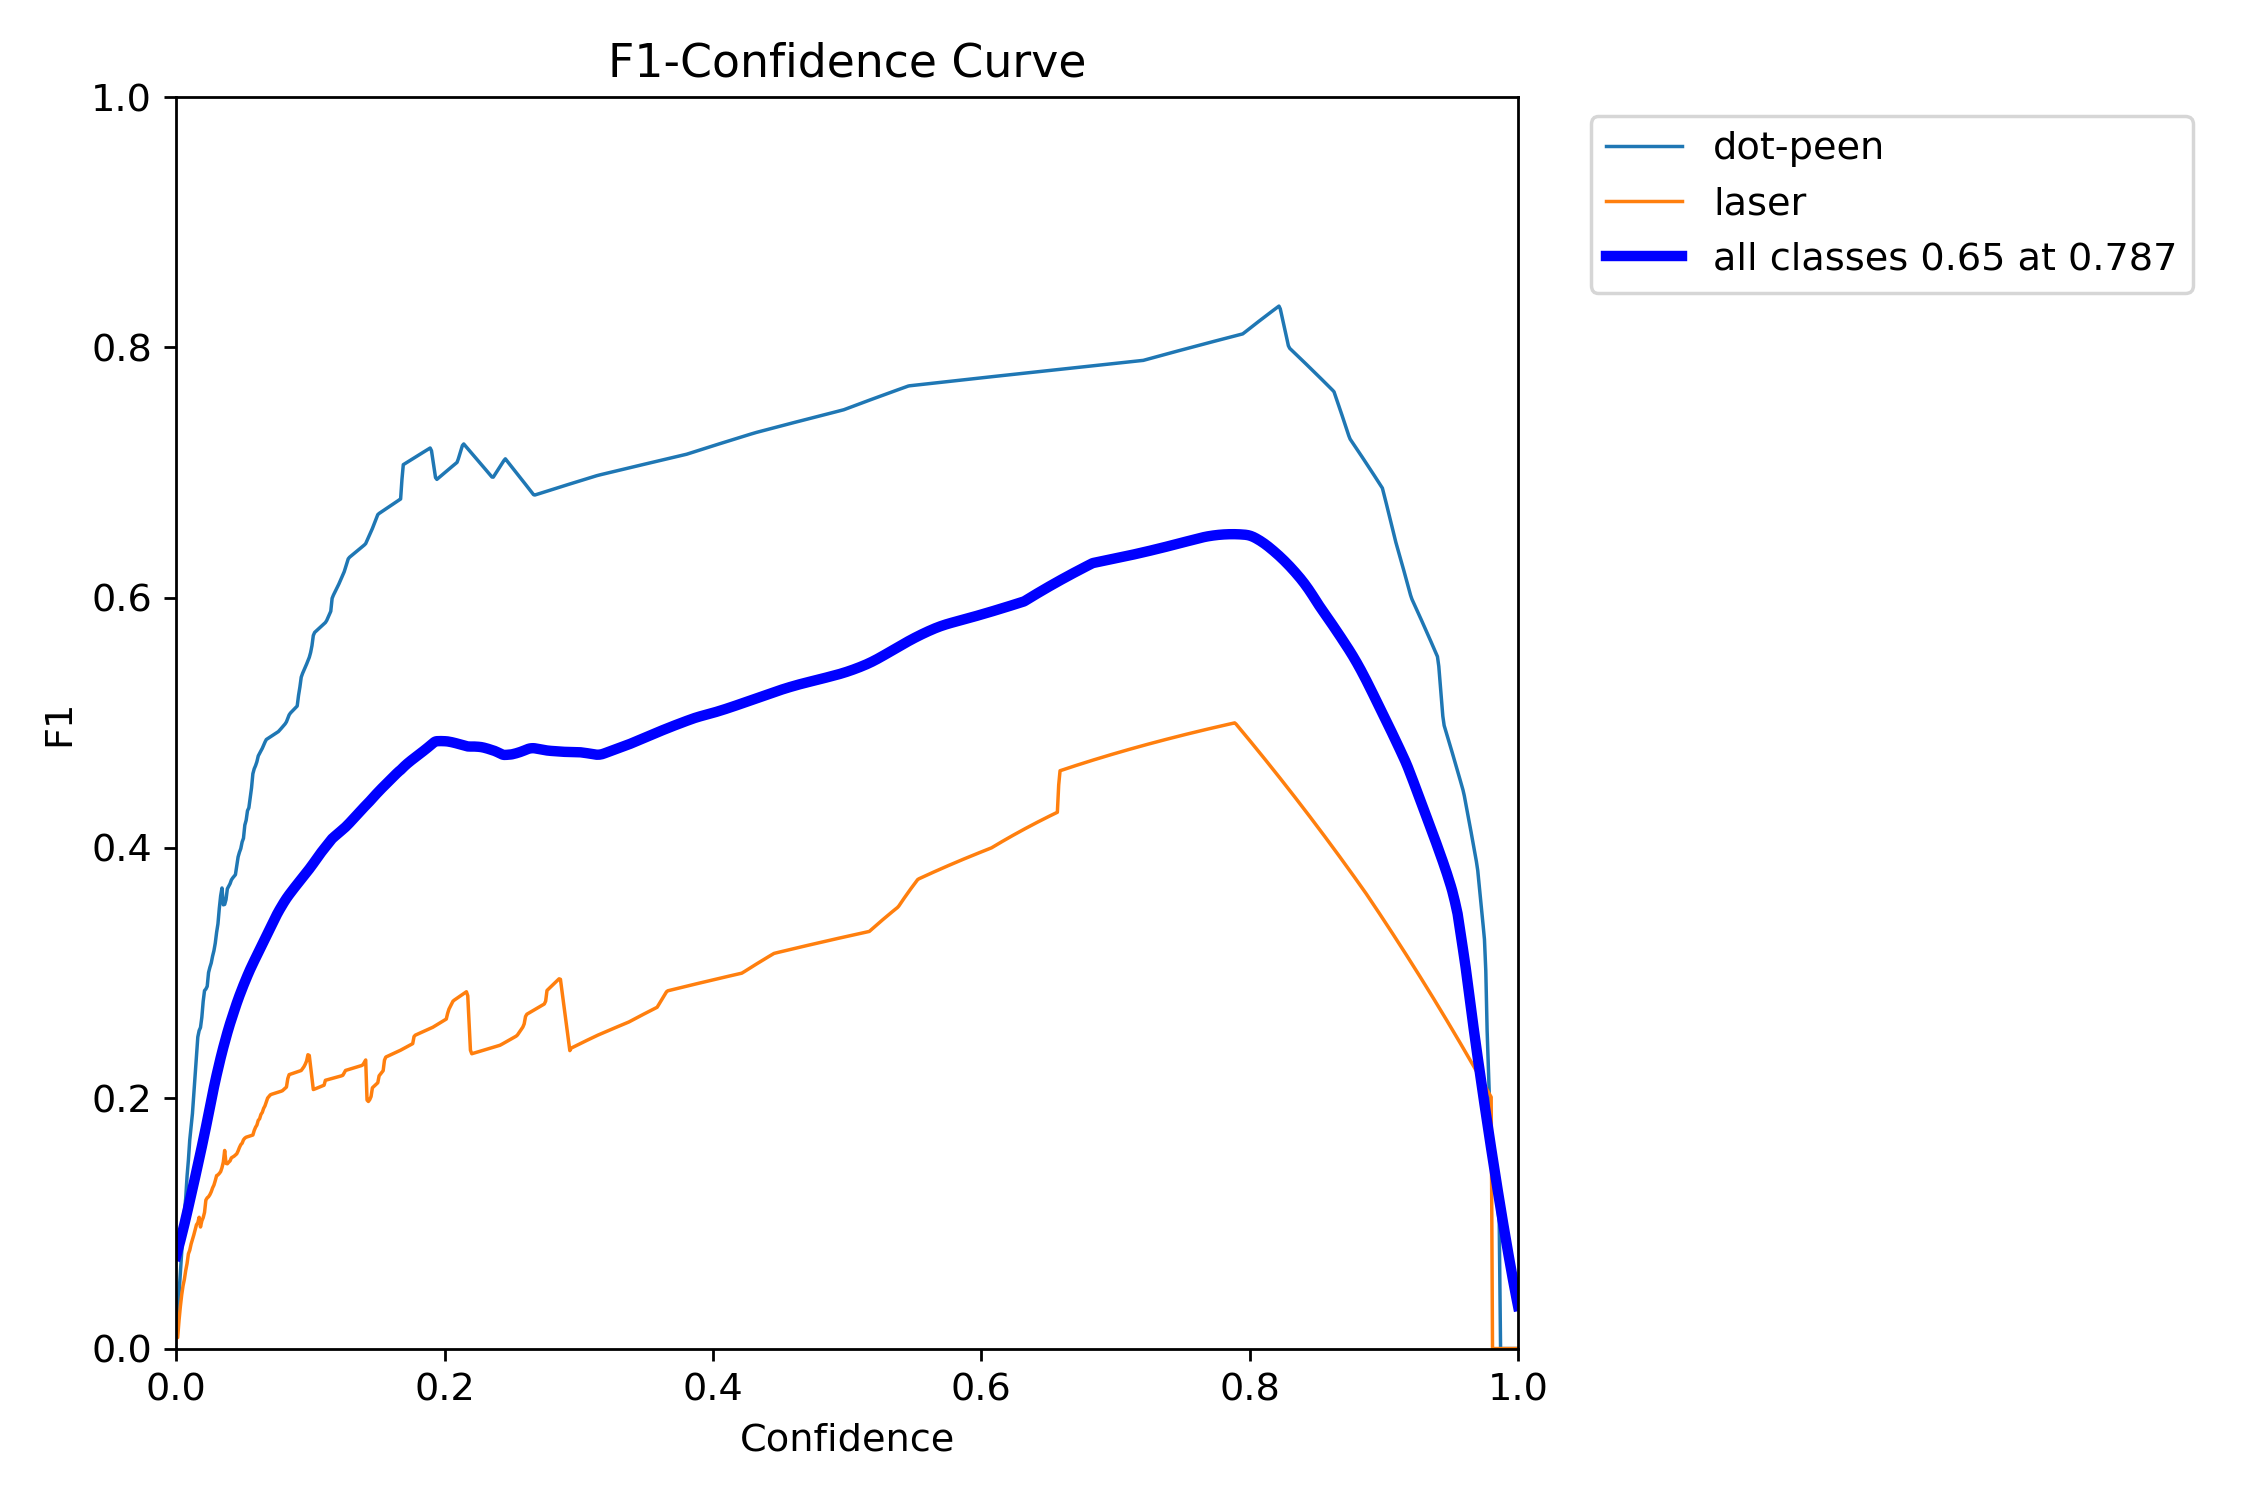 F1-Confidence Curve
1.0
0.8
0.6
0.4
0.2
0.0
F1
0.0 0.2 0.4 0.6 0.8 1.0
Confidence
dot-peen
laser
all classes 0.65 at 0.787